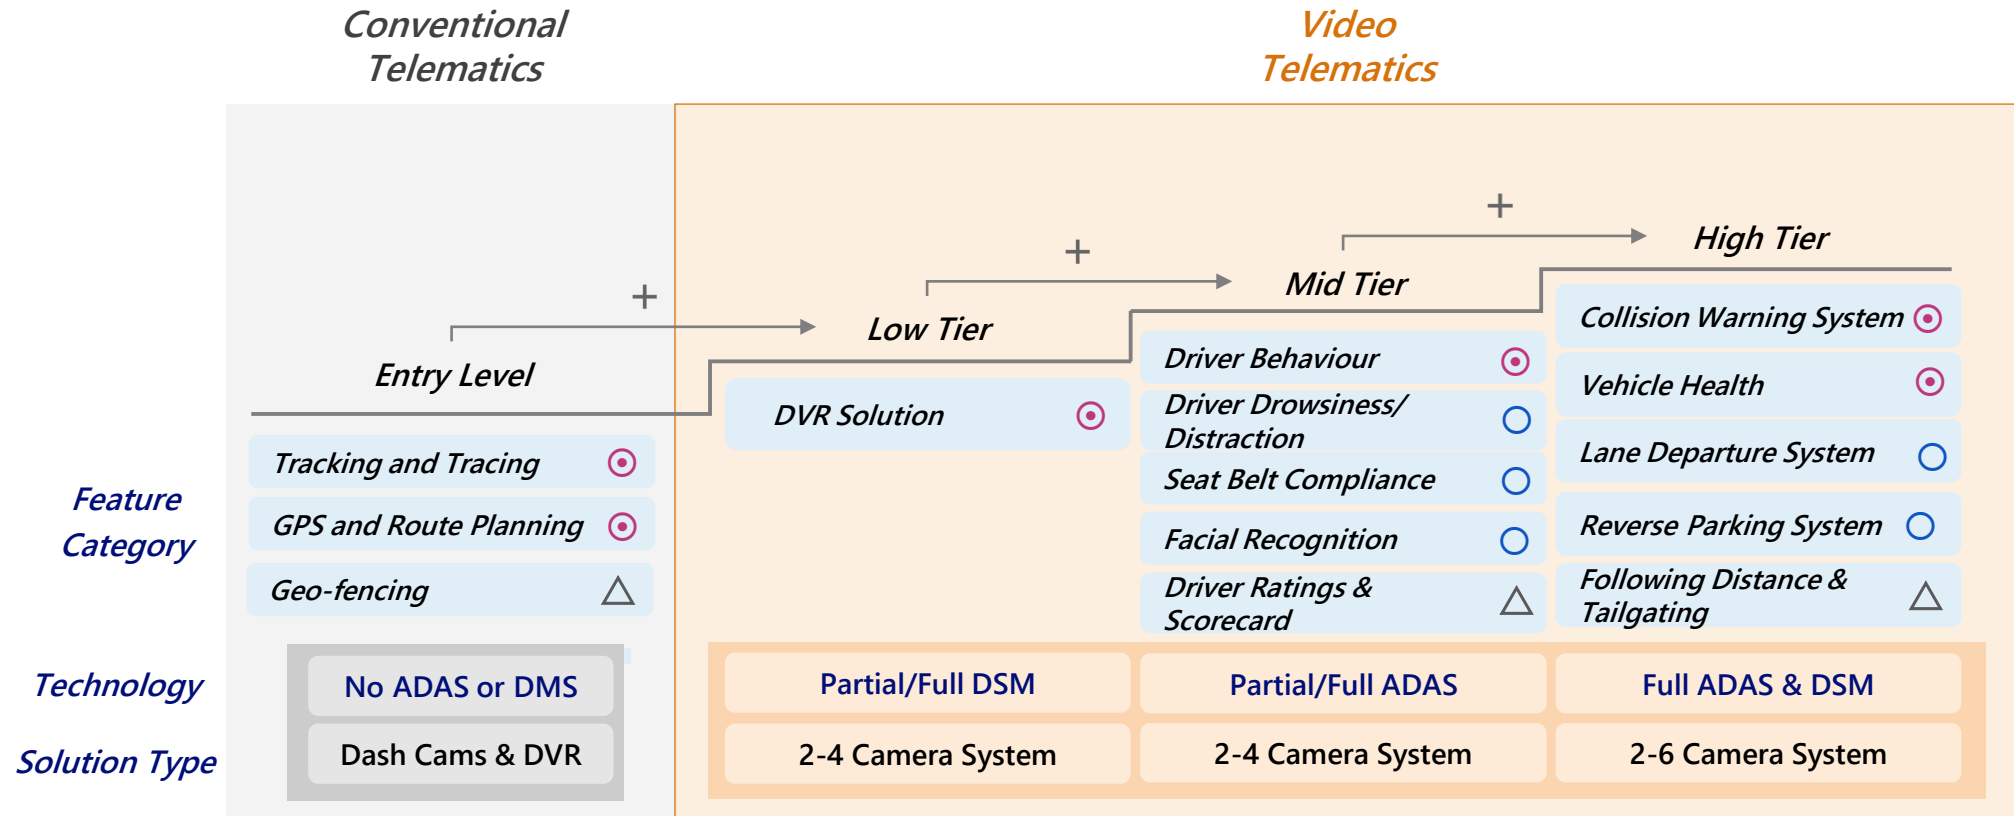 Conventional
Telematics
Video
Telematics
Entry Level
Low Tier
Mid Tier
High Tier
+
+
+
Feature
Category
Tracking and Tracing
GPS and Route Planning
Geo-fencing
DVR Solution
Driver Behaviour
Driver Drowsiness/
Distraction
Seat Belt Compliance
Facial Recognition
Driver Ratings &
Scorecard
Collision Warning System
Vehicle Health
Lane Departure System
Reverse Parking System
Following Distance &
Tailgating
Technology
No ADAS or DMS
Partial/Full DSM
Partial/Full ADAS
Full ADAS & DSM
Solution Type
Dash Cams & DVR
2-4 Camera System
2-4 Camera System
2-6 Camera System